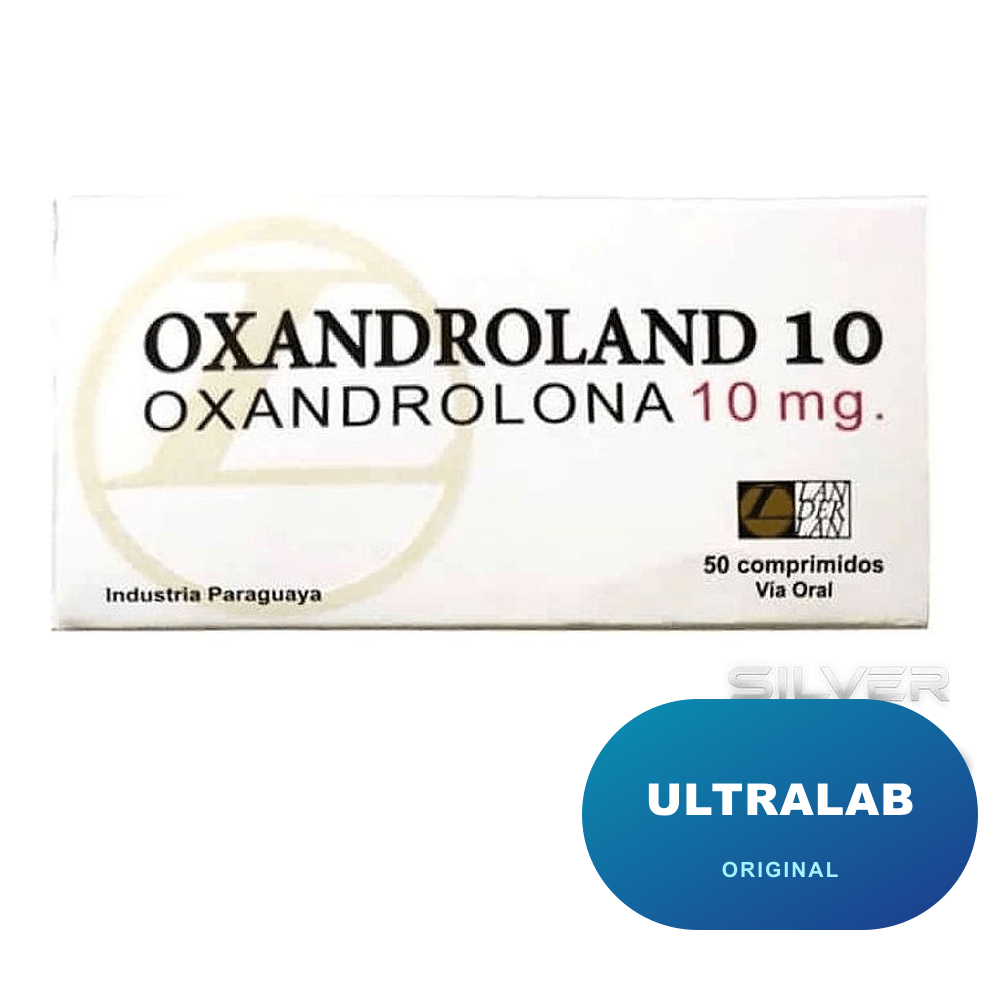 OXANDROLAND 10
OXANDROLONA 10 mg.
LAN
DER
LAN
50 comprimidos
Vía Oral
Industria Paraguaya
SILVER
ULTRALAB
ORIGINAL